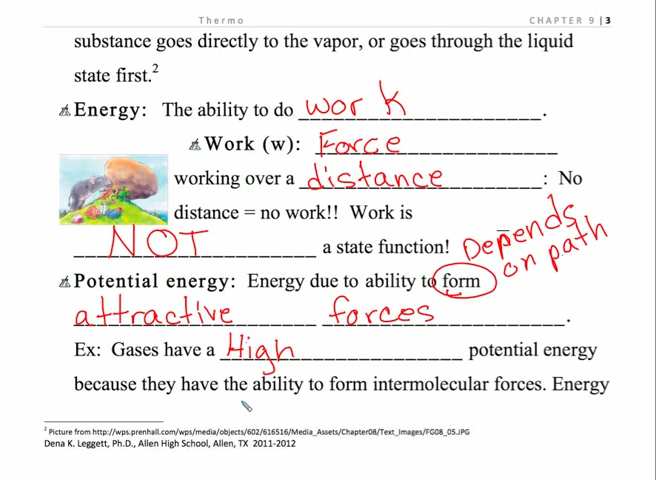 Thermo CHAPTER 9 | 3
substance goes directly to the vapor, or goes through the liquid
state first.2
Energy: The ability to do work.
Work (w): Force
working over a distance: No
distance = no work!! Work is
NOT a state function! Depends
on path
Potential energy: Energy due to ability to form
attractive forces.
Ex: Gases have a High potential energy
because they have the ability to form intermolecular forces. Energy
2 Picture from http://wps.prenhall.com/wps/media/objects/602/616516/Media_Assets/Chapter08/Text_Images/FG08_05.JPG
Dena K. Leggett, Ph.D., Allen High School, Allen, TX 2011-2012